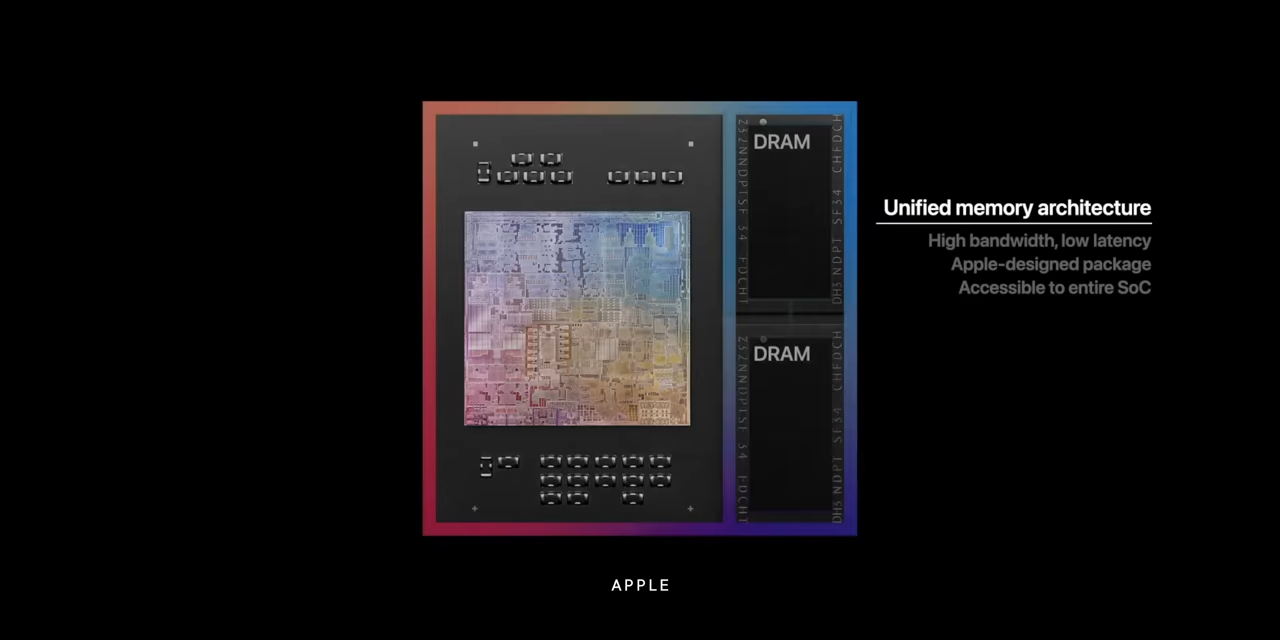 DRAM
Unified memory architecture
High bandwidth, low latency
Apple-designed package
Accessible to entire SoC
DRAM
APPLE